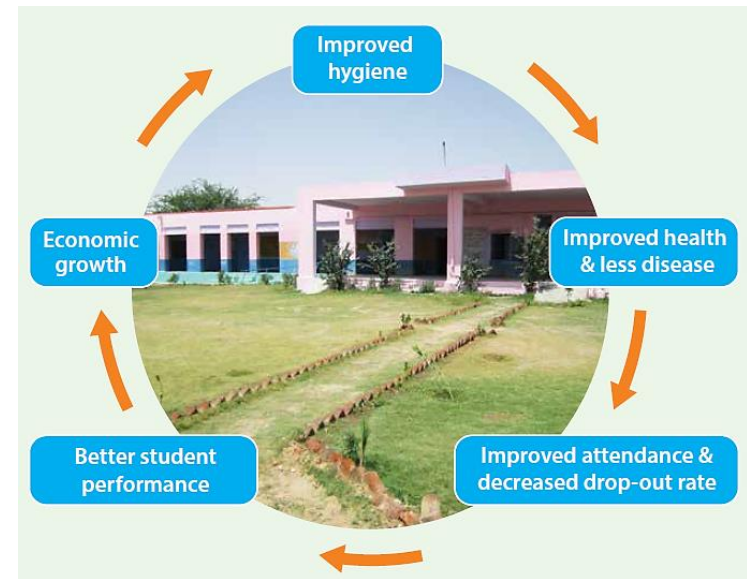 Improved
hygiene
Improved health
& less disease
Improved attendance &
decreased drop-out rate
Better student
performance
Economic
growth